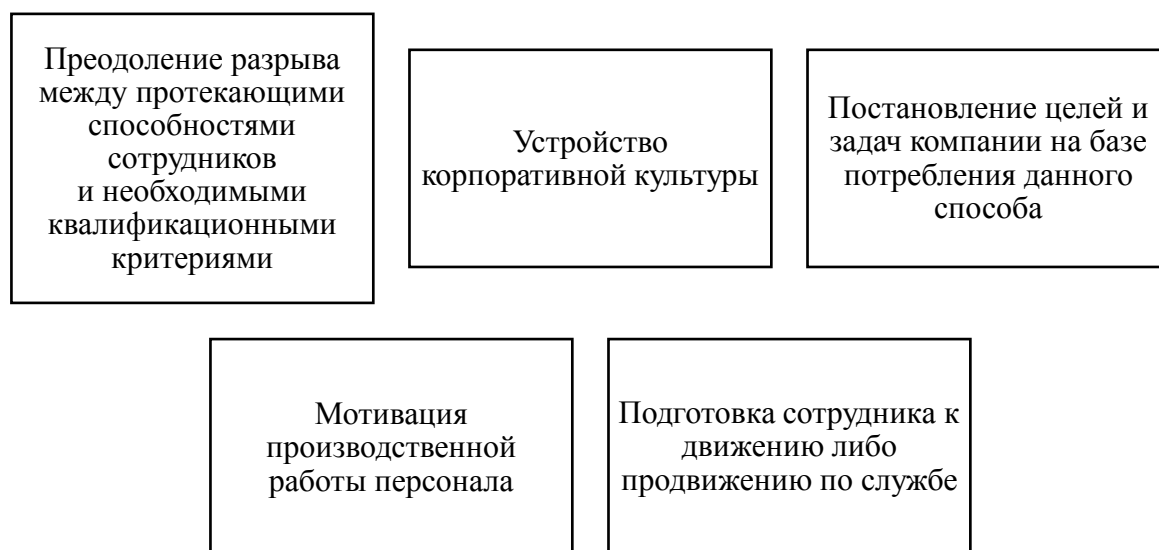 Преодоление разрыва
между протекающими
способностями
сотрудников
и необходимыми
квалификационными
критериями
Устройство
корпоративной культуры
Постановление целей и
задач компании на базе
потребления данного
способа
Мотивация
производственной
работы персонала
Подготовка сотрудника к
движению либо
продвижению по службе